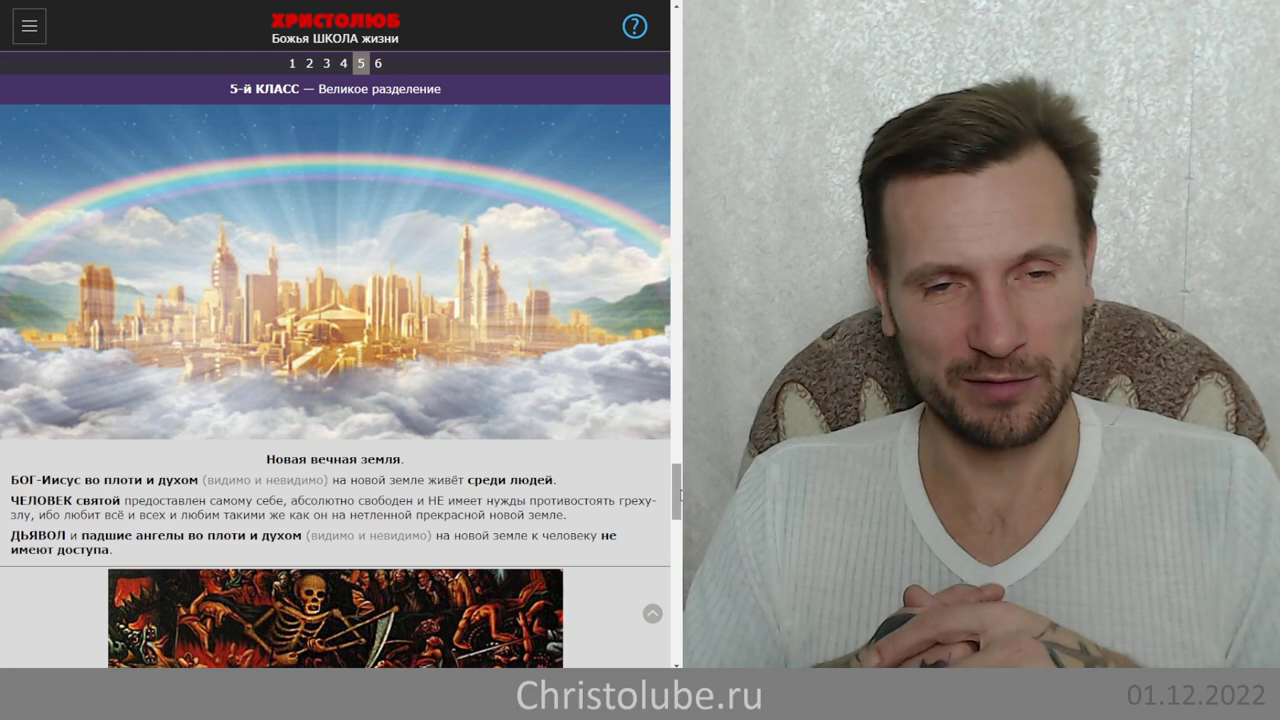 ХРИСТОЛЮБ
Божья ШКОЛА жизни
?
1 2 3 4 5 6
5-й КЛАСС — Великое разделение
Новая вечная земля.
БОГ-Иисус во плоти и духом (видимо и невидимо) на новой земле живёт среди людей.
ЧЕЛОВЕК святой предоставлен самому себе, абсолютно свободен и НЕ имеет нужды противостоять греху-
злу, ибо любит всё и всех и любим такими же как он на нетленной прекрасной новой земле.
ДЬЯВОЛ и падшие ангелы во плоти и духом (видимо и невидимо) на новой земле к человеку не
имеют доступа.
Christolube.ru
01.12.2022